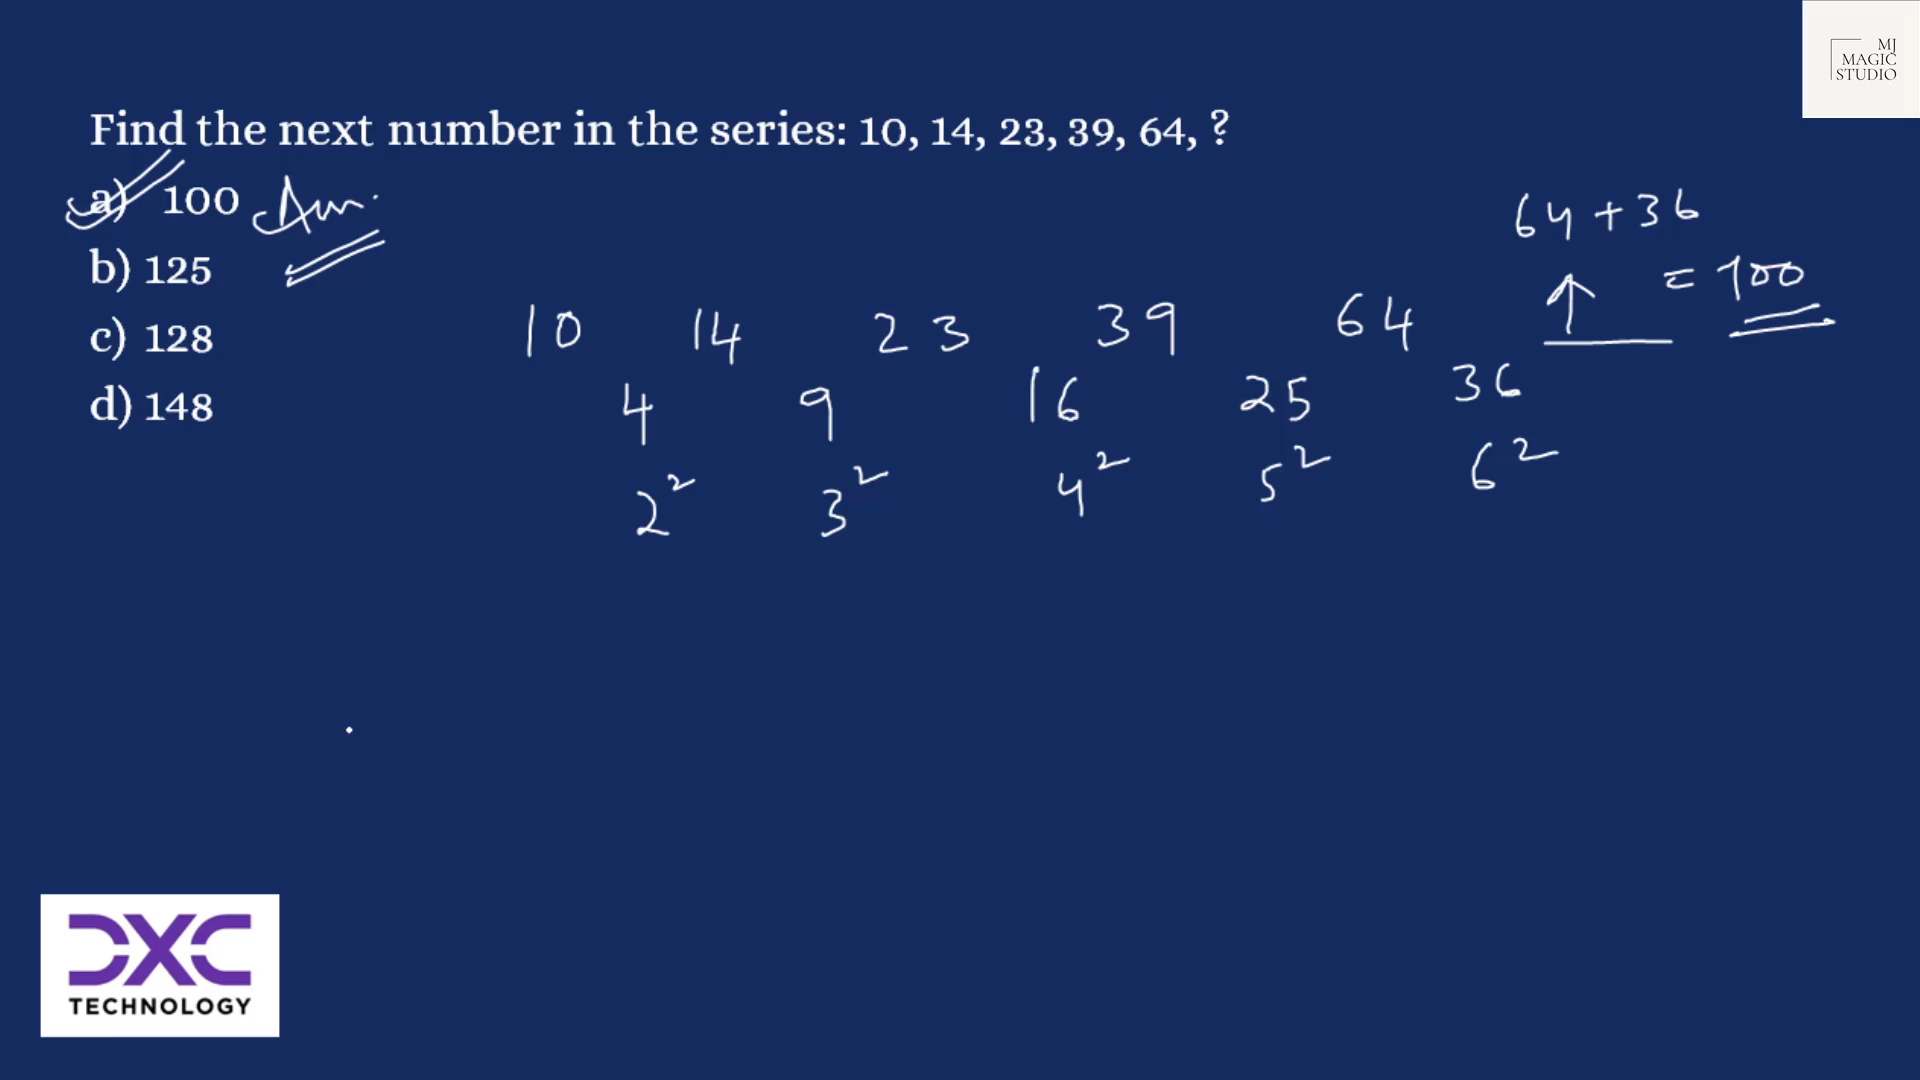 MJ
MAGIC
STUDIO
Find the next number in the series: 10, 14, 23, 39, 64, ?
a) 100 Ans.
b) 125
c) 128
d) 148
64 + 36
= 100
10 14 23 39 64
4 9 16 25 36
2² 3² 4² 5² 6²
DXC
TECHNOLOGY